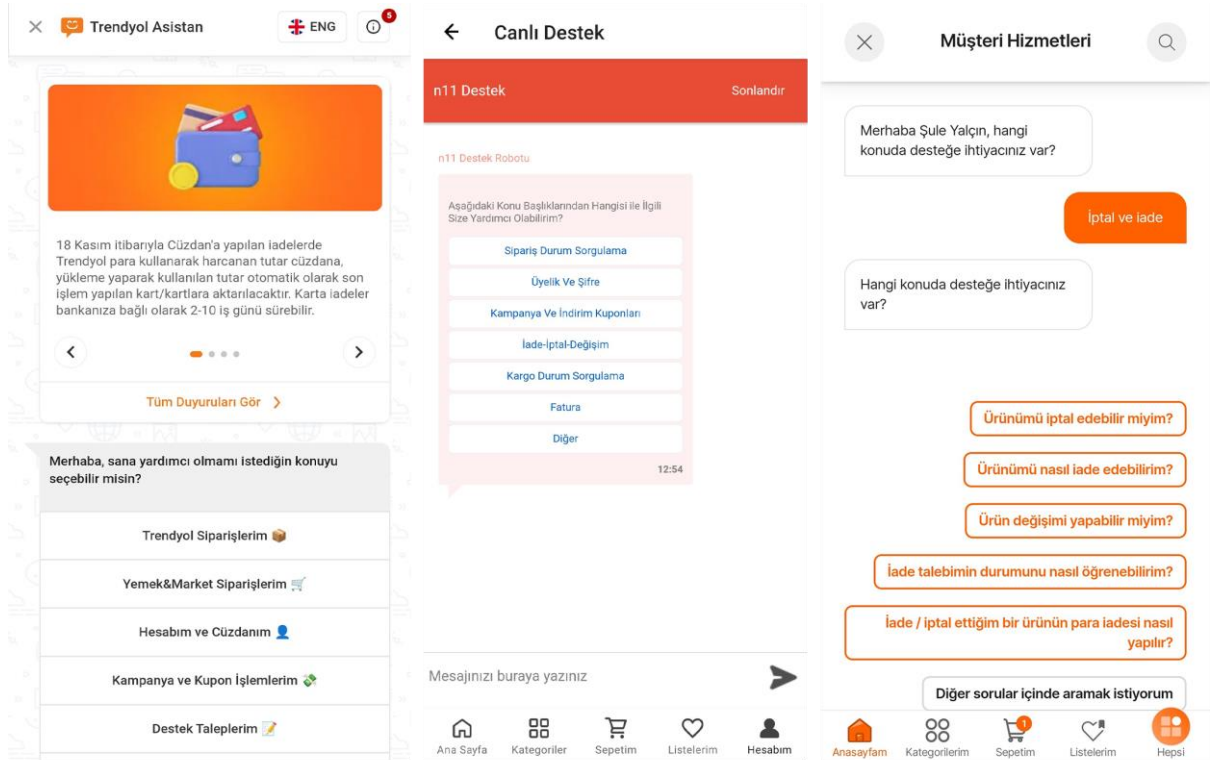 Trendyol Asistan
ENG
5
18 Kasım itibarıyla Cüzdan'a yapılan iadelerde
Trendyol para kullanarak harcanan tutar cüzdana,
yükleme yaparak kullanılan tutar otomatik olarak son
işlem yapılan kart/kartlara aktarılacaktır. Karta iadeler
bankanıza bağlı olarak 2-10 iş günü sürebilir.
Tüm Duyuruları Gör
Merhaba, sana yardımcı olmamı istediğin konuyu
seçebilir misin?
Trendyol Siparişlerim 📦
Yemek&Market Siparişlerim 🛒
Hesabım ve Cüzdanım 👤
Kampanya ve Kupon İşlemlerim 💸
Destek Taleplerim 📝
Canlı Destek
n11 Destek
Sonlandır
n11 Destek Robotu
Aşağıdaki Konu Başlıklarından Hangisi ile İlgili
Size Yardımcı Olabilirim?
Sipariş Durum Sorgulama
Üyelik Ve Şifre
Kampanya Ve İndirim Kuponları
İade-İptal-Değişim
Kargo Durum Sorgulama
Fatura
Diğer
12:54
Mesajınızı buraya yazınız
Ana Sayfa
Kategoriler
Sepetim
Listelerim
Hesabım
Müşteri Hizmetleri
Merhaba Şule Yalçın, hangi
konuda desteğe ihtiyacınız var?
İptal ve iade
Hangi konuda desteğe ihtiyacınız
var?
Ürünümü iptal edebilir miyim?
Ürünümü nasıl iade edebilirim?
Ürün değişimi yapabilir miyim?
İade talebimin durumunu nasıl öğrenebilirim?
İade / iptal ettiğim bir ürünün para iadesi nasıl
yapılır?
Diğer sorular içinde aramak istiyorum
Anasayfam
Kategorilerim
1
Sepetim
Listelerim
Hepsi